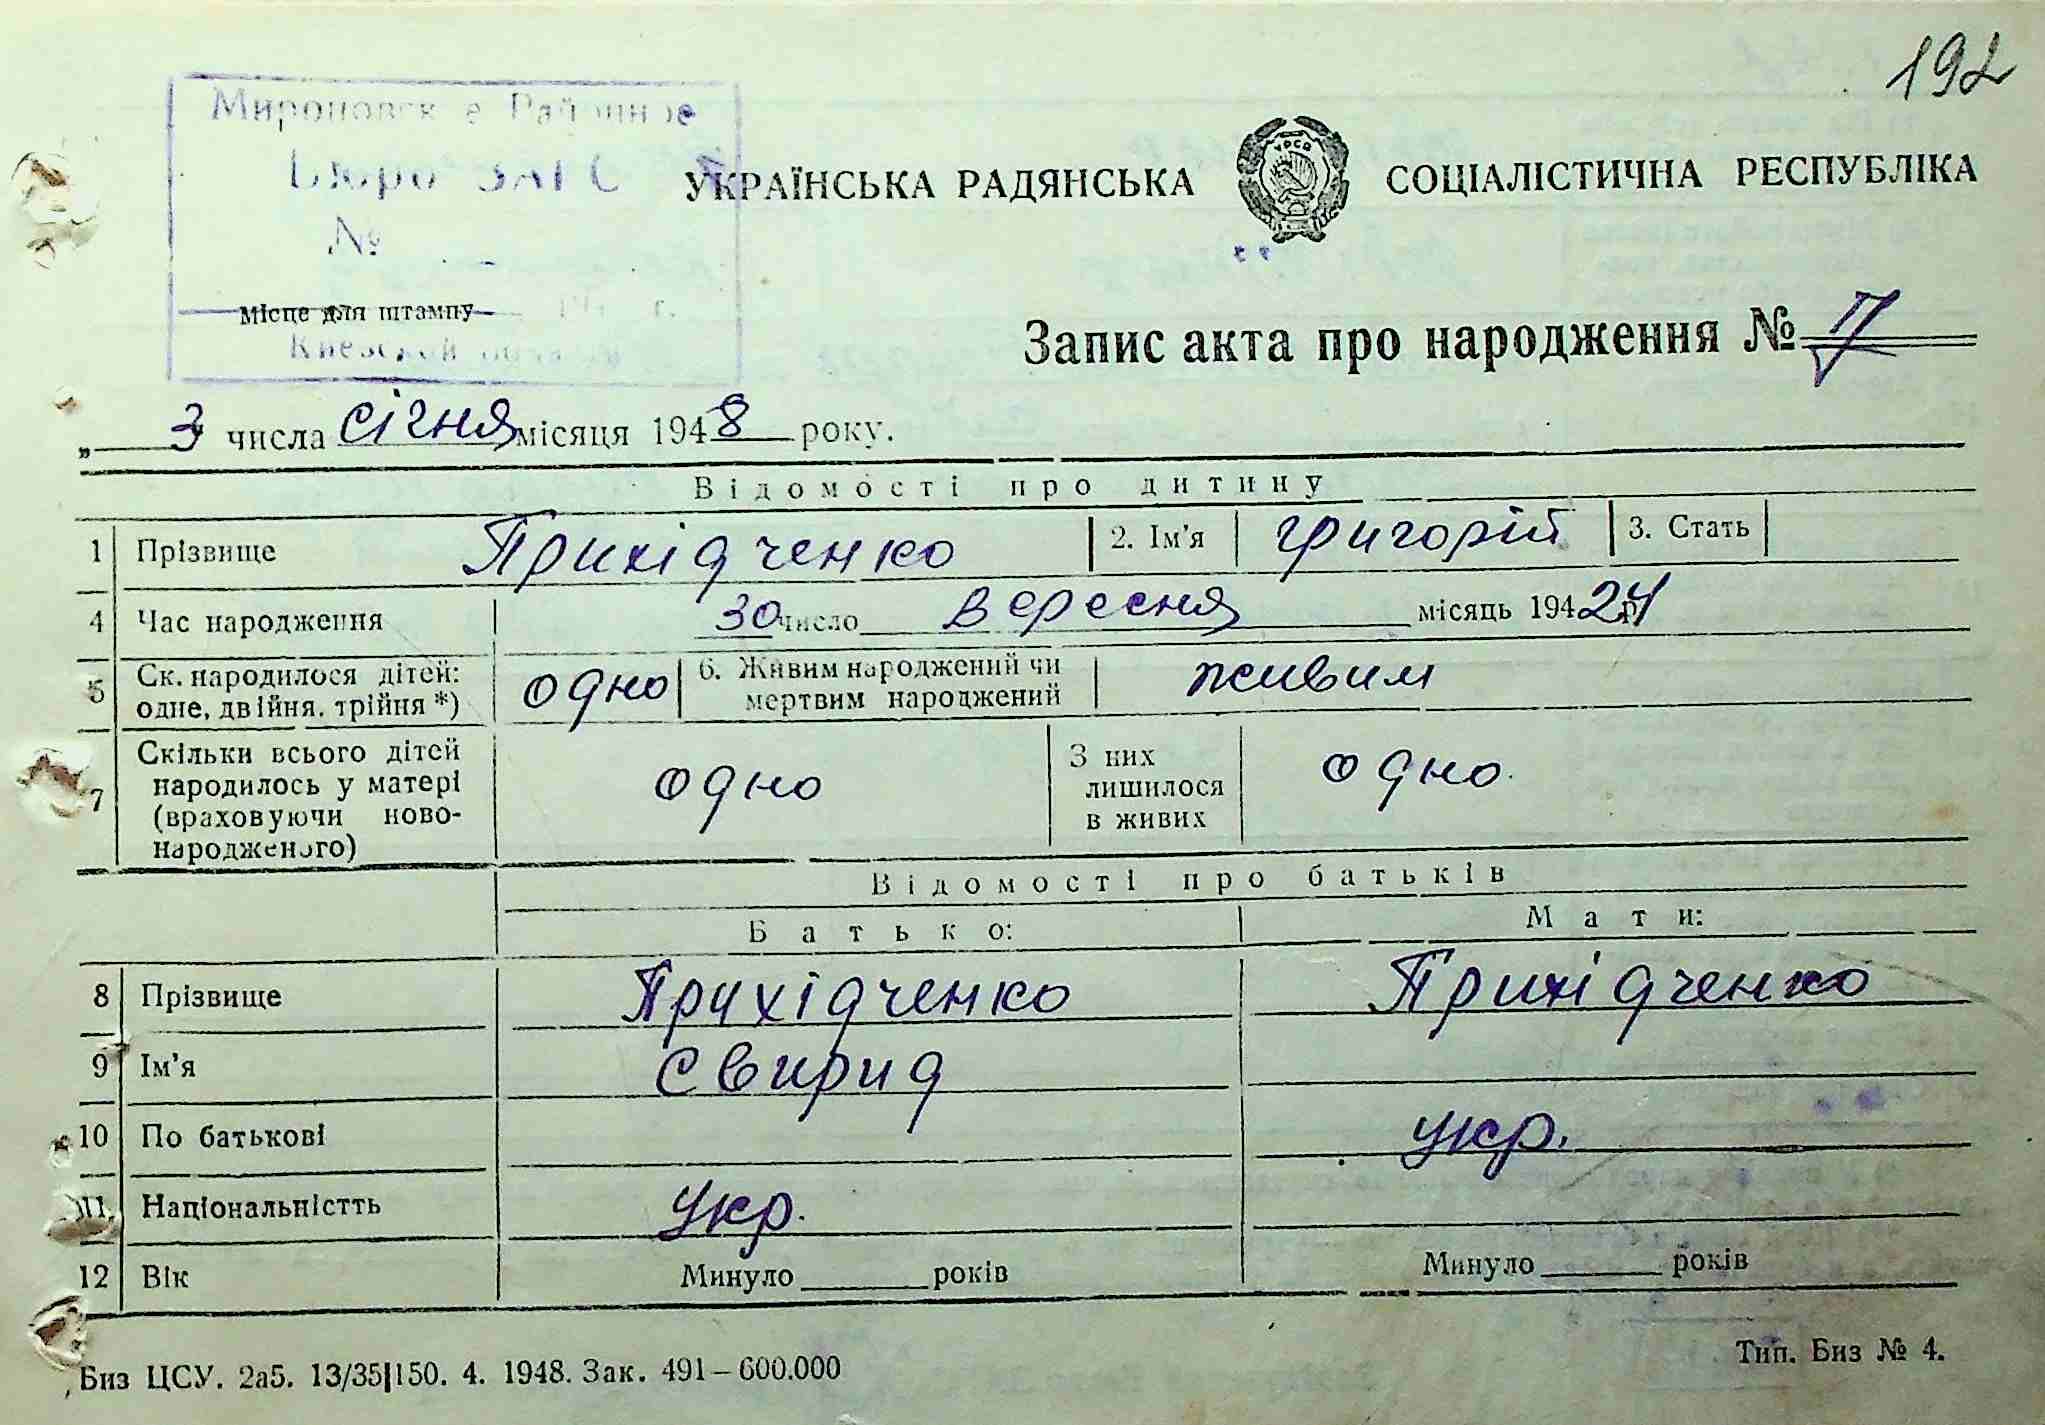 192
Мироновск е Районное
Бюро ЗАГС
№
Місце для штампу
г.
Киевской области
УКРАЇНСЬКА РАДЯНСЬКА СОЦІАЛІСТИЧНА РЕСПУБЛІКА
УРСР
Запис акта про народження №
„ 3 " числа січня місяця 1948 року.
Відомості про дитину
1 Прізвище Прихідченко 2. Ім'я григорій 3. Стать
4 Час народження 30 число вересня місяць 194
5 Ск. народилося дітей: одне, двійня, трійня *) одно 6. Живим народжений чи мертвим народжений живим
7 Скільки всього дітей народилось у матері (враховуючи новонародженого) одно З них лишилося в живих одно.
Відомості про батьків
Батько: Мати:
8 Прізвище Прихідченко Прихідченко
9 Ім'я Свирид
10 По батькові укр.
11. Національністть укр.
12 Вік Минуло ____ років Минуло ____ років
Биз ЦСУ. 2а5. 13/35|150. 4. 1948. Зак. 491–600.000
Тип. Биз № 4.